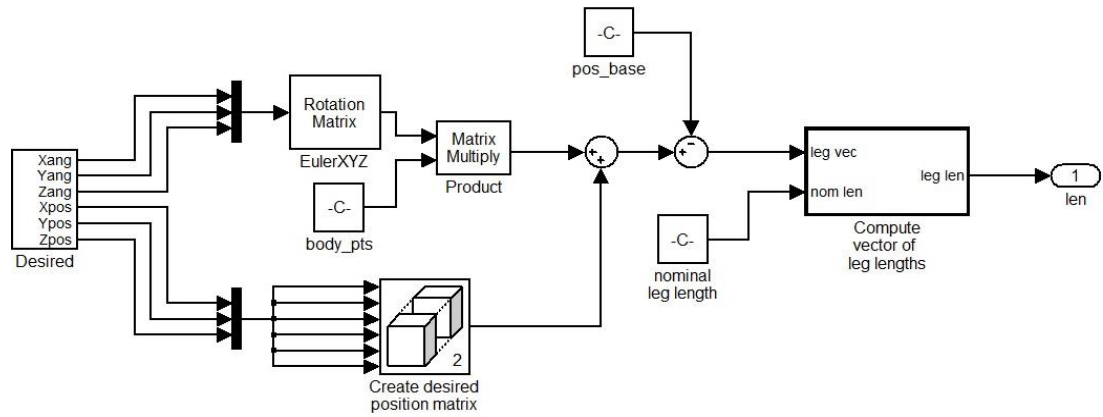 -C-
pos_base
Rotation
Matrix
EulerXYZ
Matrix
Multiply
Product
-C-
body_pts
Xang
Yang
Zang
Xpos
Ypos
Zpos
Desired
+
+
−
+
leg vec
nom len
leg len
Compute
vector of
leg lengths
1
len
-C-
nominal
leg length
2
Create desired
position matrix